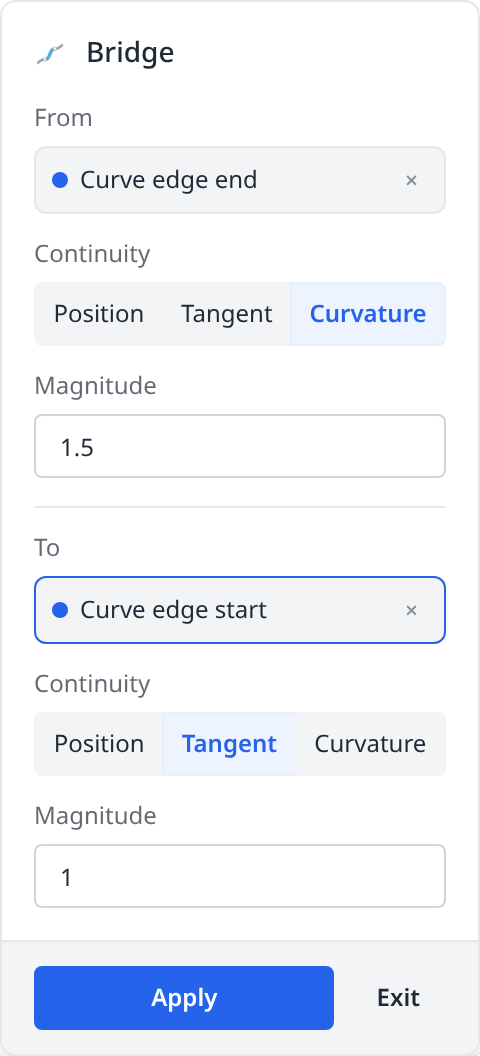 Bridge
From
Curve edge end ×
Continuity
Position Tangent Curvature
Magnitude
1.5
To
Curve edge start ×
Continuity
Position Tangent Curvature
Magnitude
1
Apply Exit